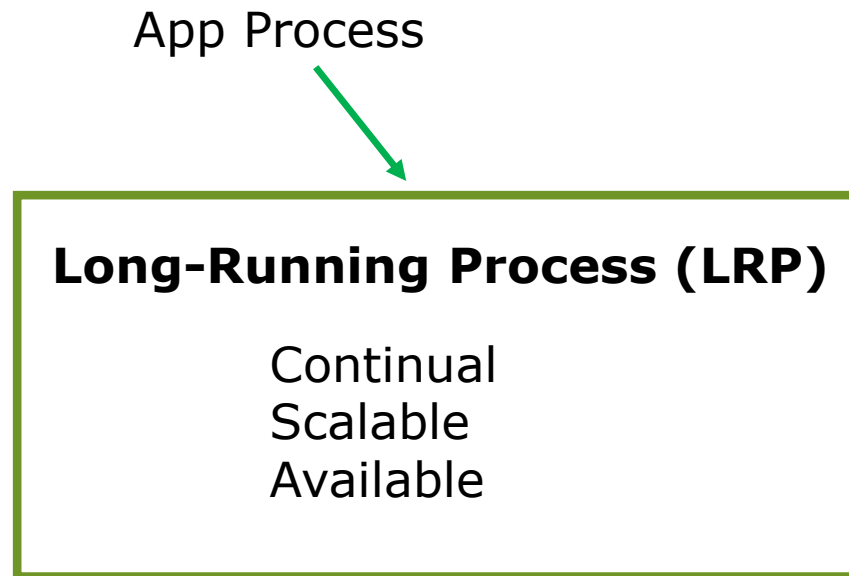 App Process
Long-Running Process (LRP)
Continual
Scalable
Available